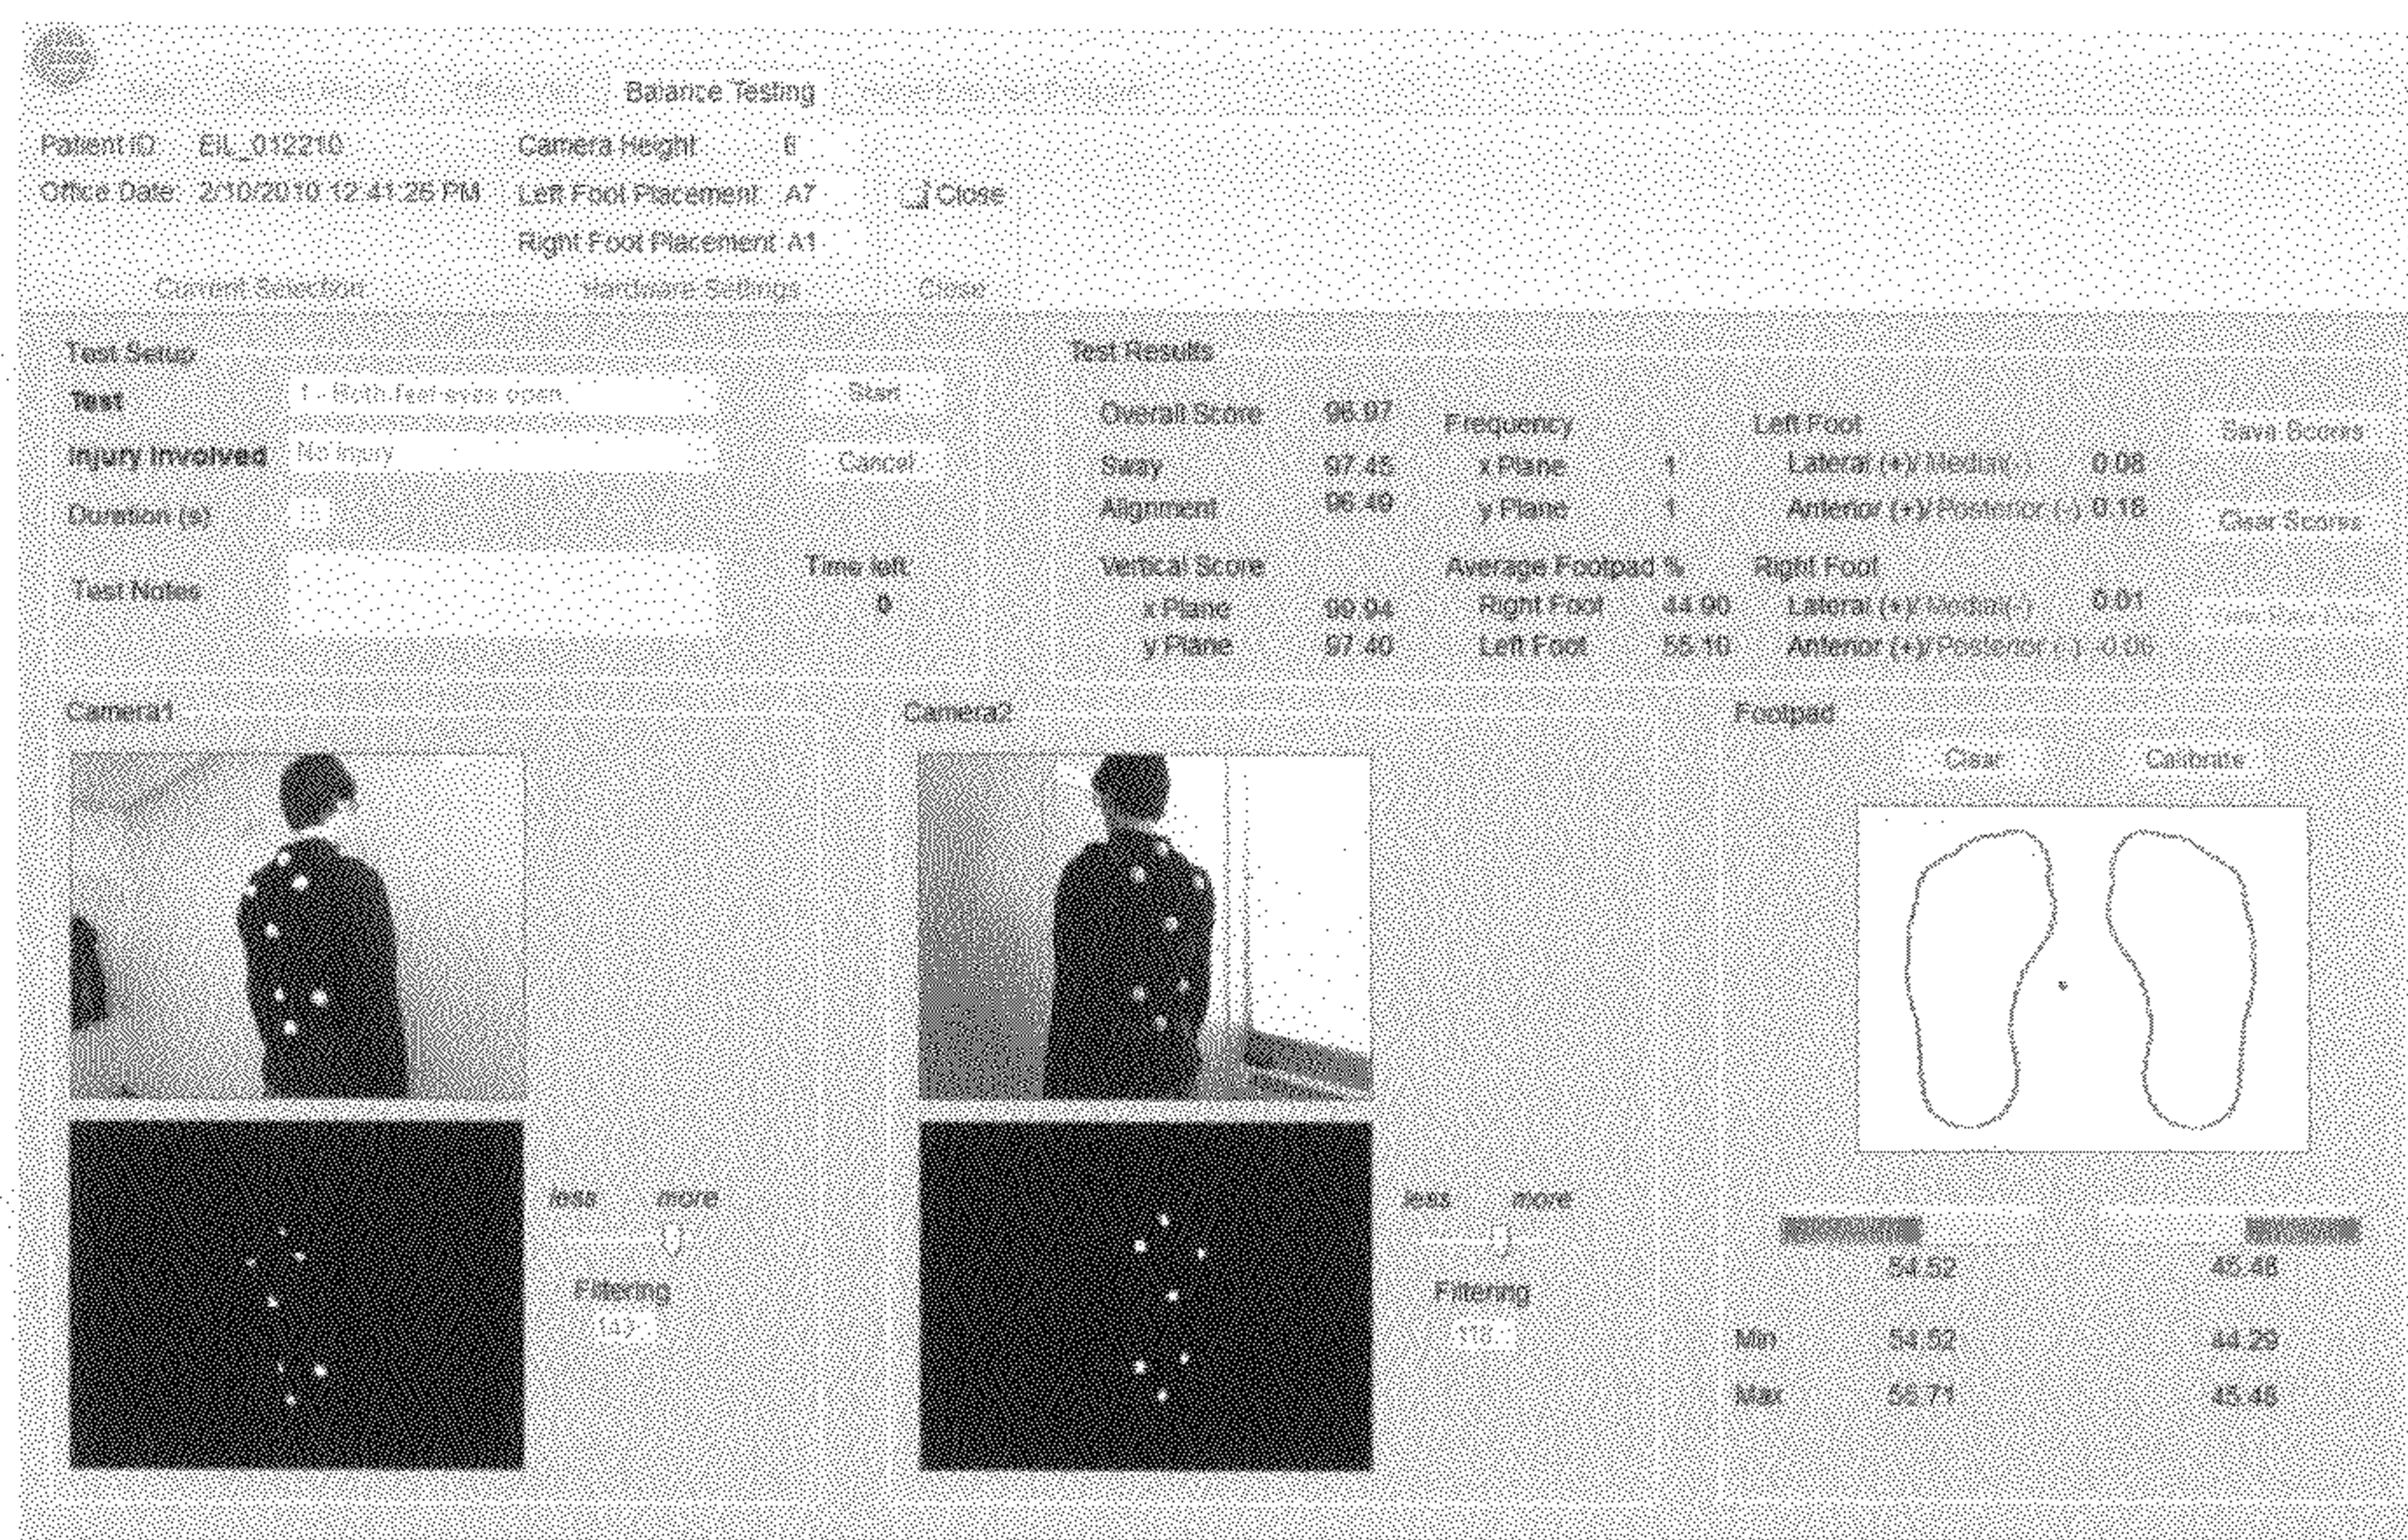 Balance Testing
Patient ID: EIL_012210 Camera Height
Office Date: 2/10/2010 12:41:26 PM Left Foot Placement A7 Close
Right Foot Placement A1
Current Selection Hardware Settings Close
Test Setup
Test 1 - Both feet-eyes open Start
Injury Involved No Injury Cancel
Duration (s)
Test Notes Time left:
0
Test Results
Overall Score 96.97 Frequency Left Foot Save Scores
Sway 97.45 x Plane 1 Lateral (+)/ Medial(-) 0.08
Alignment 96.49 y Plane 1 Anterior (+)/Posterior (-) 0.16 Clear Scores
Vertical Score Average Footpad % Right Foot
x Plane 99.94 Right Foot 44.90 Lateral (+)/ Medial(-) 0.01
y Plane 97.40 Left Foot 55.10 Anterior (+)/Posterior (-) -0.06
Camera1 Camera2 Footpad
Clear Calibrate
less more less more
Filtering Filtering
54.52 45.48
Min 54.52 44.29
Max 55.71 45.48